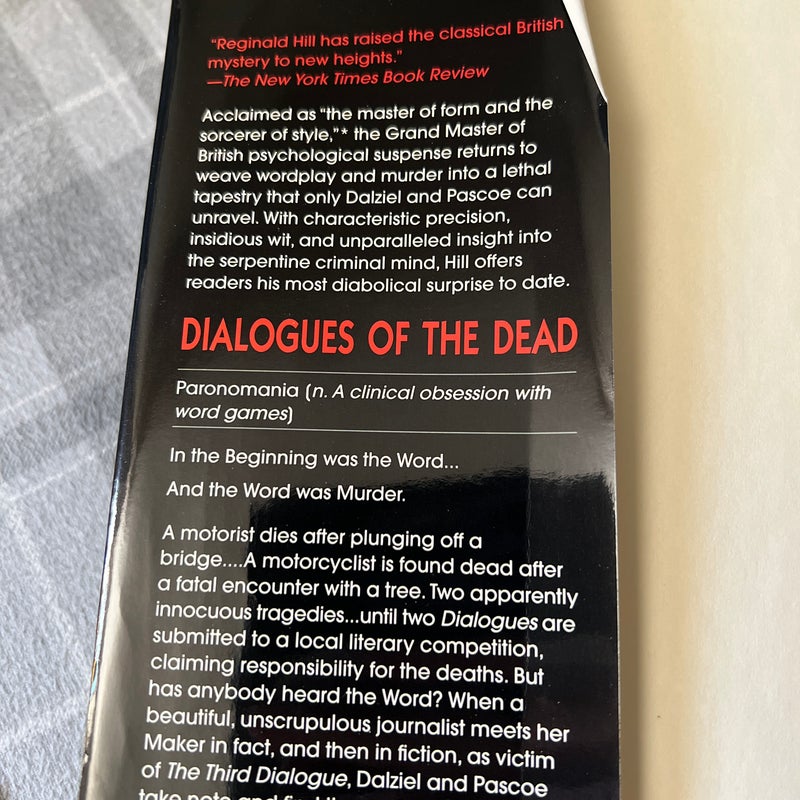 "Reginald Hill has raised the classical British
mystery to new heights."
—The New York Times Book Review
Acclaimed as "the master of form and the
sorcerer of style,"* the Grand Master of
British psychological suspense returns to
weave wordplay and murder into a lethal
tapestry that only Dalziel and Pascoe can
unravel. With characteristic precision,
insidious wit, and unparalleled insight into
the serpentine criminal mind, Hill offers
readers his most diabolical surprise to date.
DIALOGUES OF THE DEAD
Paronomania (n. A clinical obsession with
word games)
In the Beginning was the Word...
And the Word was Murder.
A motorist dies after plunging off a
bridge....A motorcyclist is found dead after
a fatal encounter with a tree. Two apparently
innocuous tragedies...until two Dialogues are
submitted to a local literary competition,
claiming responsibility for the deaths. But
has anybody heard the Word? When a
beautiful, unscrupulous journalist meets her
Maker in fact, and then in fiction, as victim
of The Third Dialogue, Dalziel and Pascoe
take note and find